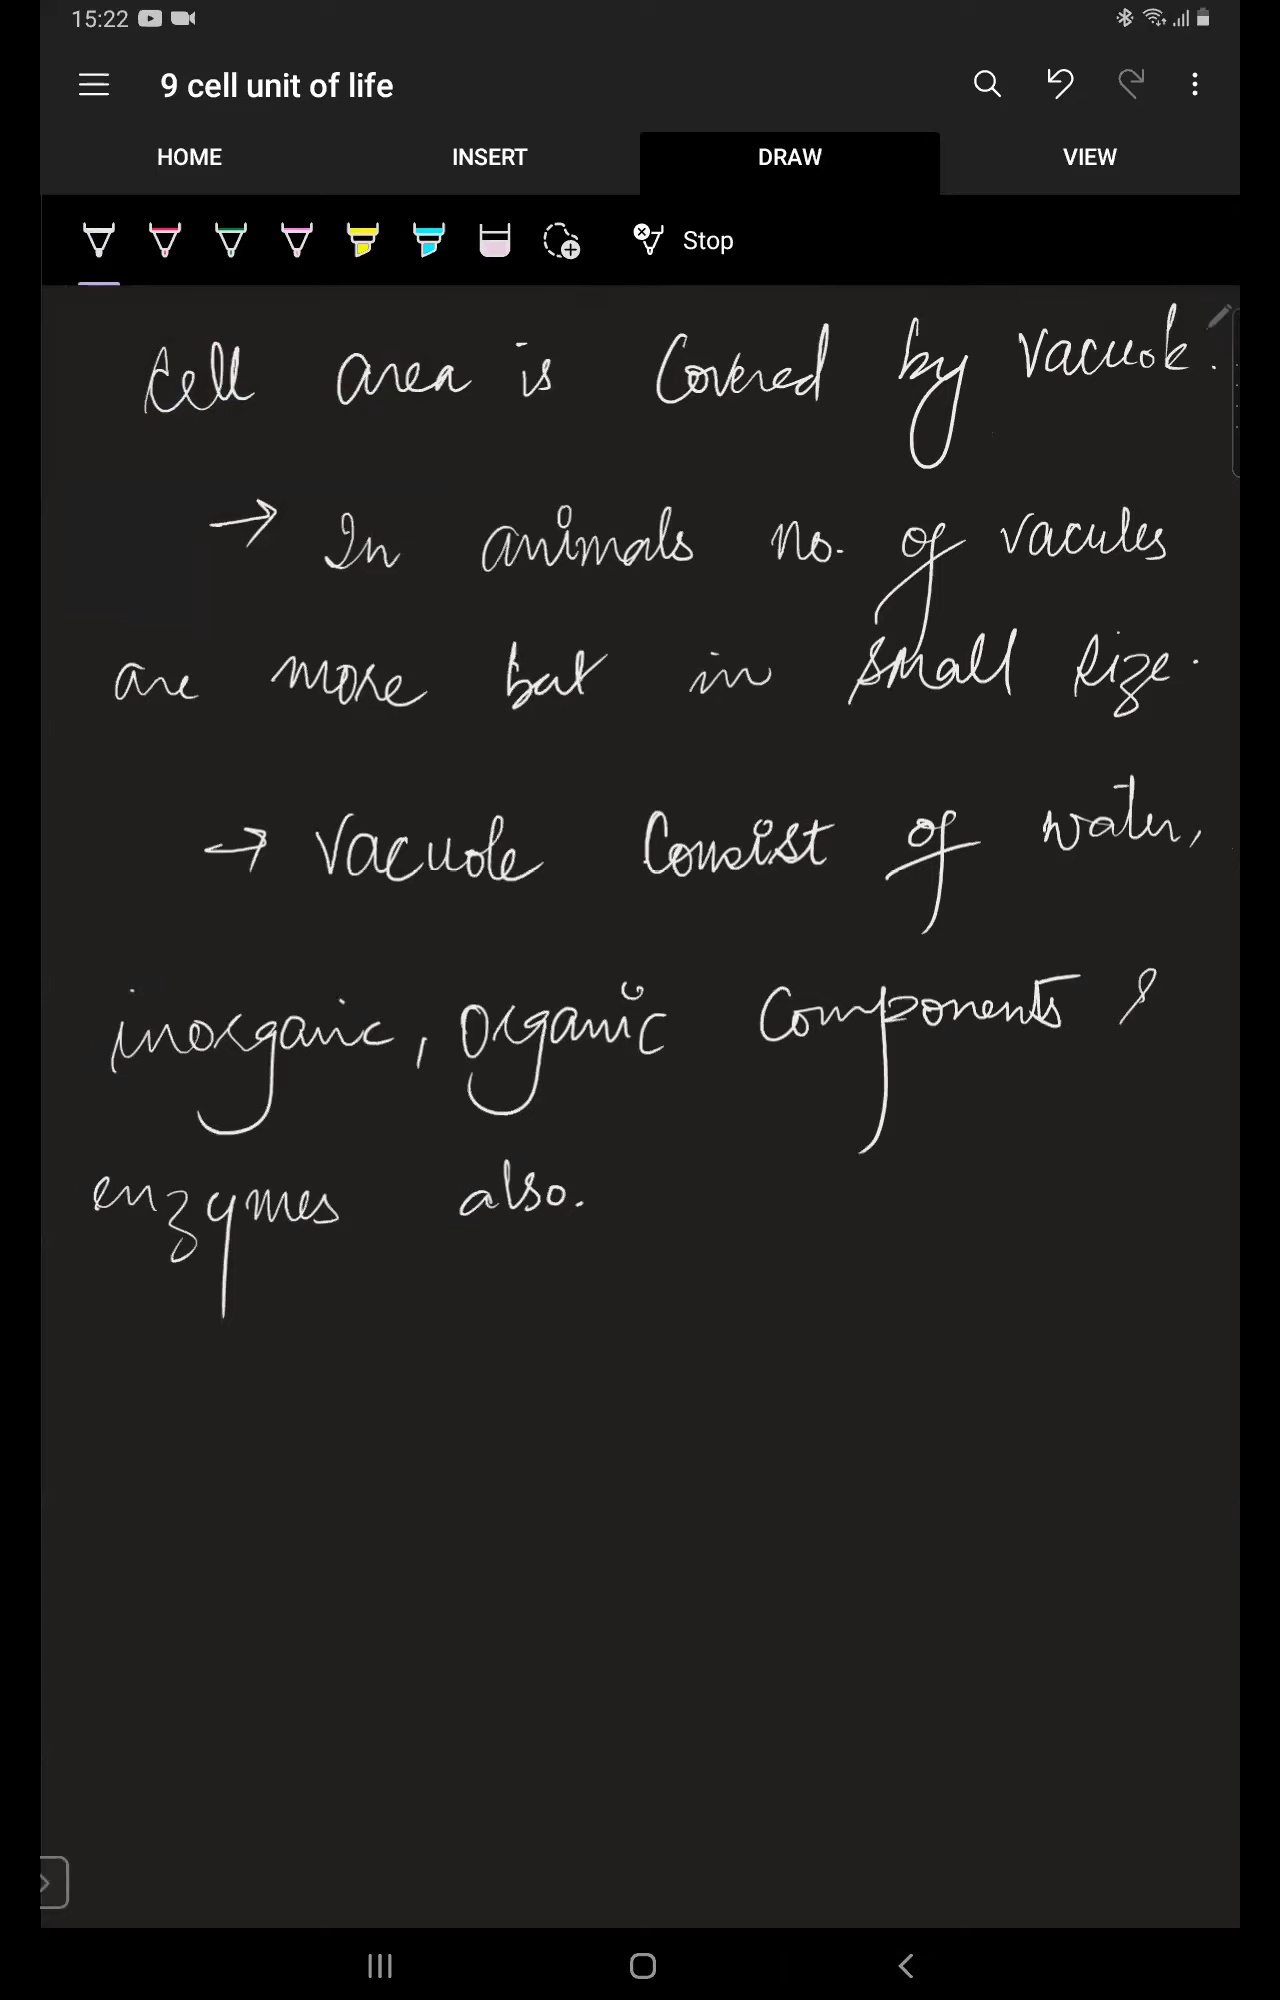 15:22
9 cell unit of life
HOME INSERT DRAW VIEW
Stop
Cell area is Covered by Vacuole.
→ In animals no. of vacules
are more but in small size.
→ Vacuole Consist of water,
inorganic, organic Components &
enzymes also.